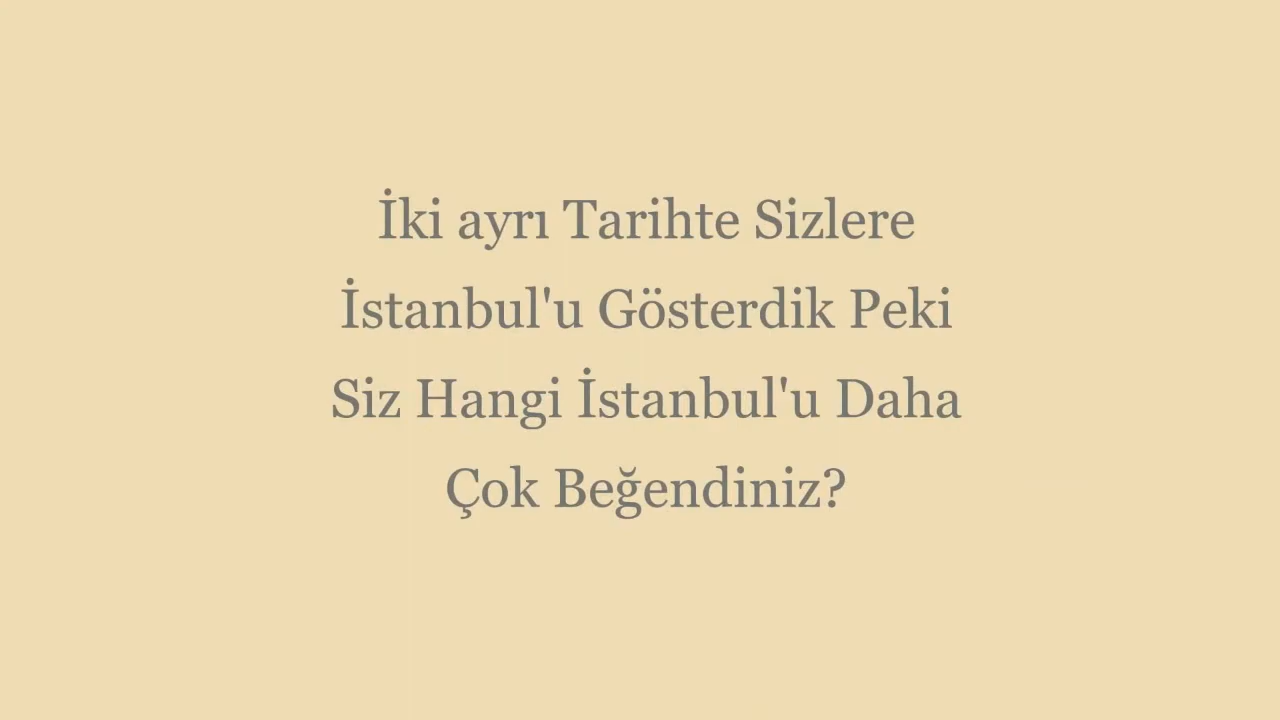 İki ayrı Tarihte Sizlere
İstanbul'u Gösterdik Peki
Siz Hangi İstanbul'u Daha
Çok Beğendiniz?